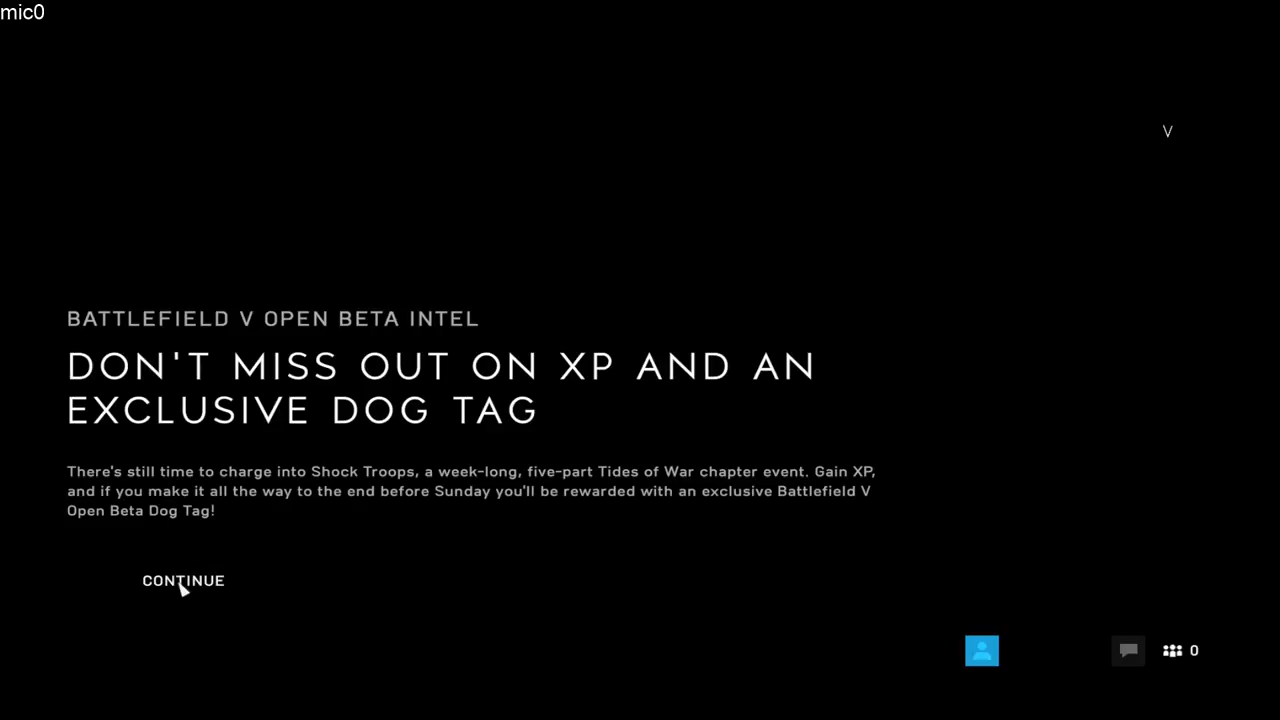 mic0
V
BATTLEFIELD V OPEN BETA INTEL
DON'T MISS OUT ON XP AND AN
EXCLUSIVE DOG TAG
There's still time to charge into Shock Troops, a week-long, five-part Tides of War chapter event. Gain XP,
and if you make it all the way to the end before Sunday you'll be rewarded with an exclusive Battlefield V
Open Beta Dog Tag!
CONTINUE
0